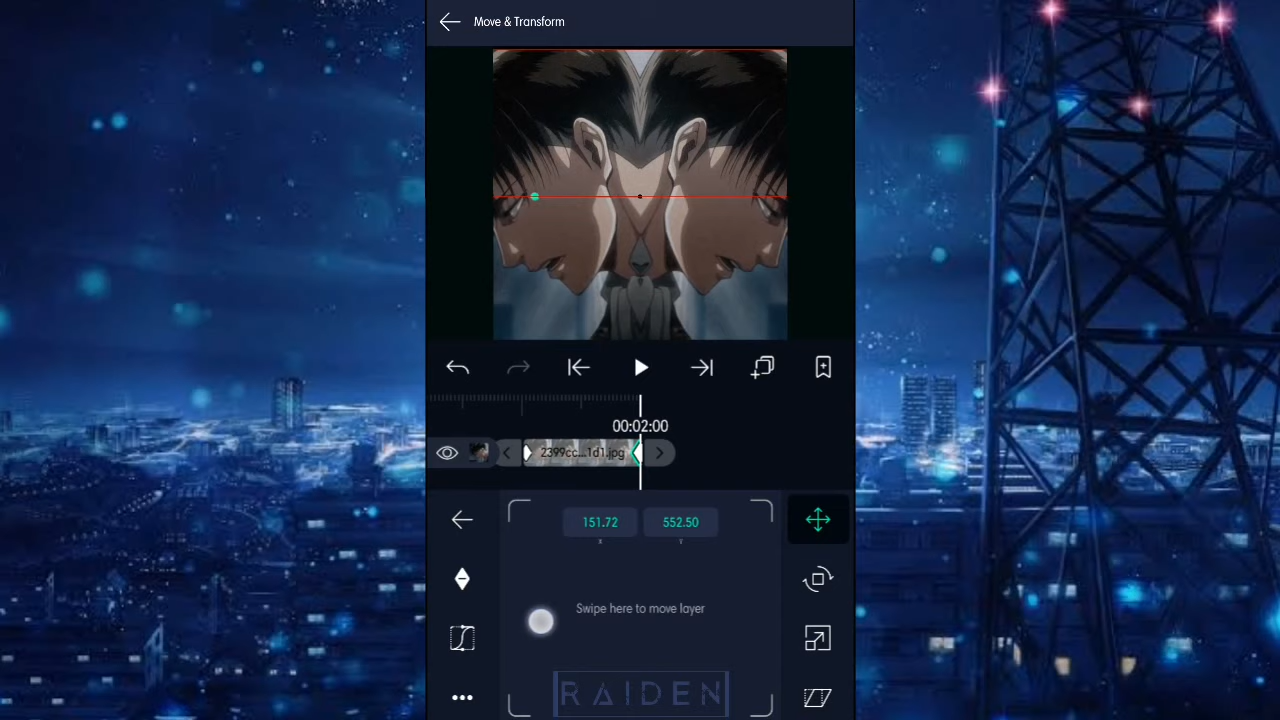 Move & Transform
00:02:00
2399cc...1d1.jpg
151.72 552.50
X Y
Swipe here to move layer
RAIDEN